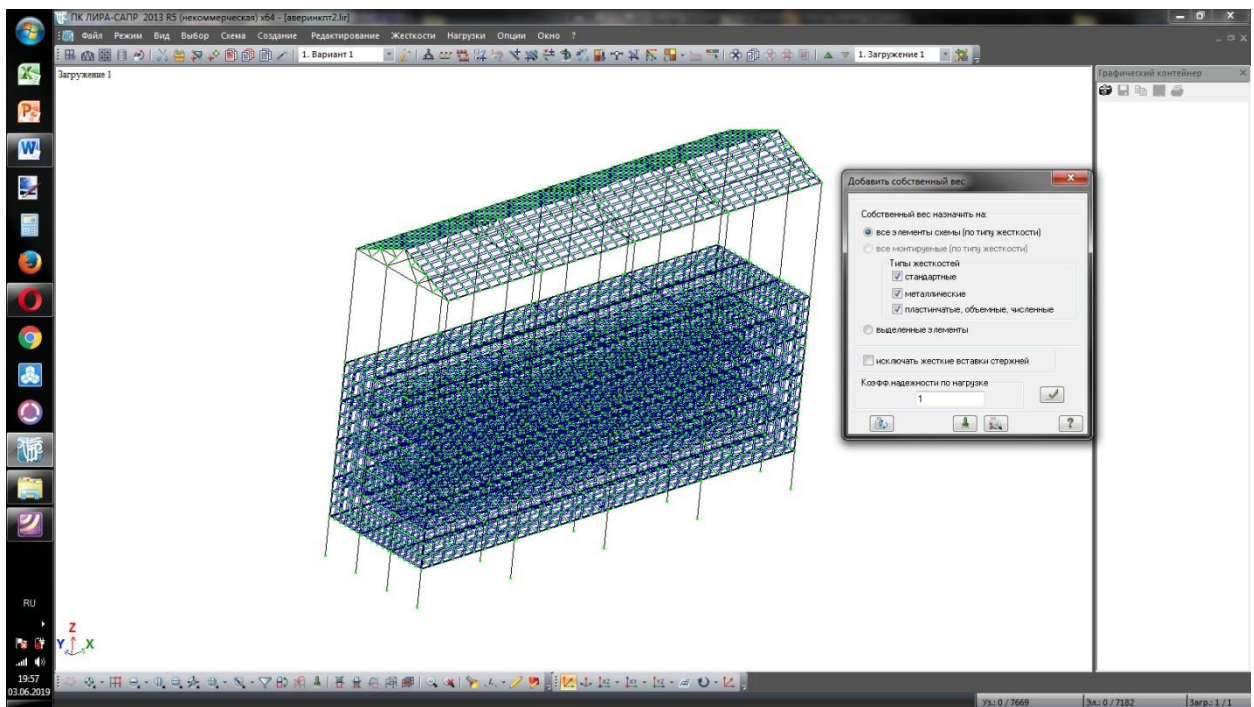 ПК ЛИРА-САПР 2013 R5 (некоммерческая) x64 - [аверинкпт2.lir]
Файл Режим Вид Выбор Схема Создание Редактирование Жесткости Нагрузки Опции Окно ?
1. Вариант 1 1. Загружение 1
Загружение 1
Графический контейнер
Добавить собственный вес
Собственный вес назначить на:
все элементы схемы (по типу жесткости)
все монтируемые (по типу жесткости)
Типы жесткостей
стандартные
металлические
пластинчатые, объемные, численные
выделенные элементы
исключать жесткие вставки стержней
Коэфф.надежности по нагрузке
1
?
RU
Z
Y X
19:57
03.06.2019
Уз.: 0 / 7669 Эл.: 0 / 7182 Загр.: 1 / 1